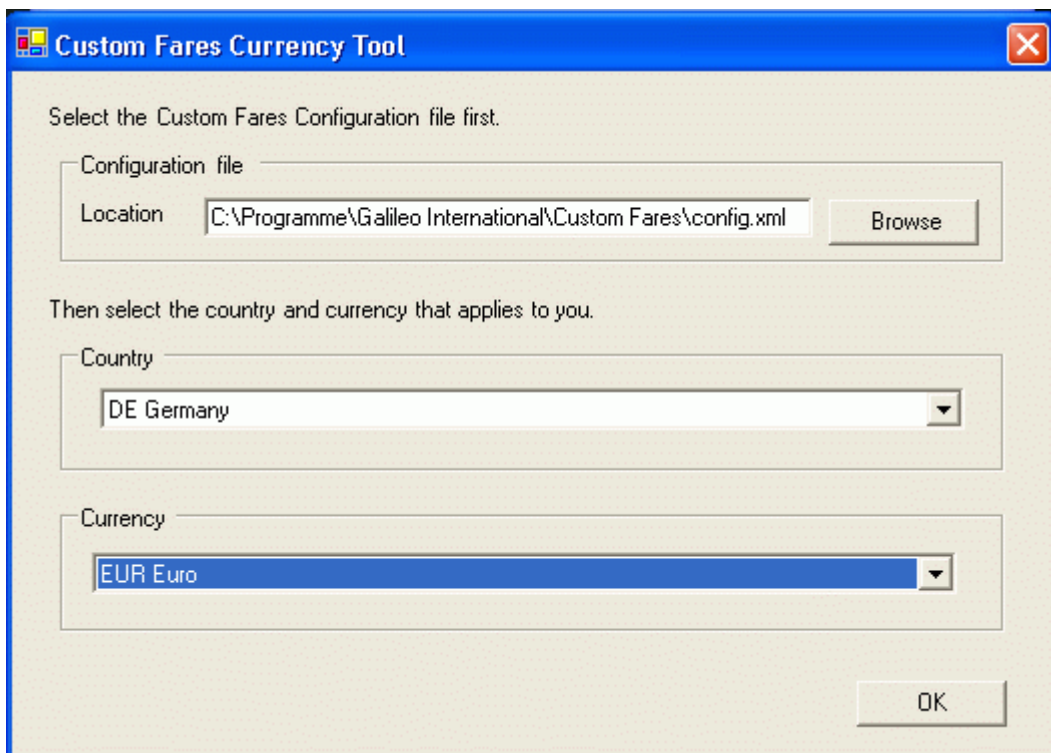 Custom Fares Currency Tool
Select the Custom Fares Configuration file first.
Configuration file
Location C:\Programme\Galileo International\Custom Fares\config.xml Browse
Then select the country and currency that applies to you.
Country
DE Germany
Currency
EUR Euro
OK